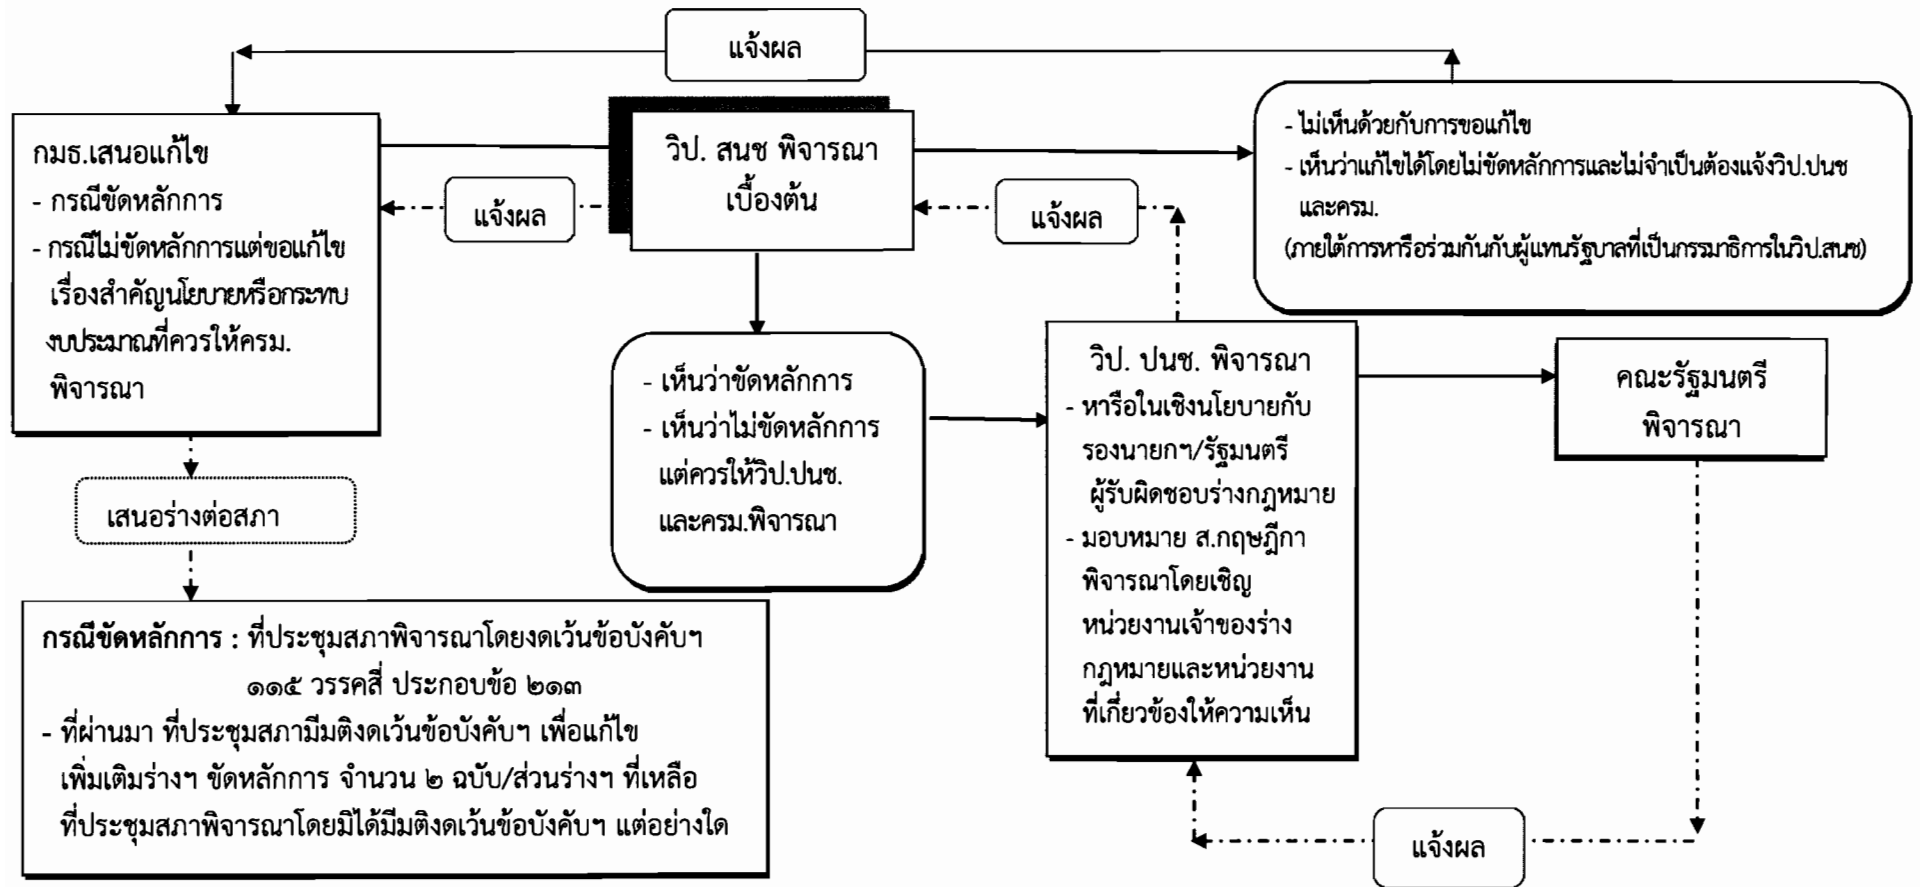 แจ้งผล
กมธ.เสนอแก้ไข
- กรณีขัดหลักการ
- กรณีไม่ขัดหลักการแต่ขอแก้ไข
เรื่องสำคัญนโยบายหรือกระทบ
งบประมาณที่ควรให้ครม.
พิจารณา
แจ้งผล
วิป. สนช พิจารณา
เบื้องต้น
แจ้งผล
- ไม่เห็นด้วยกับการขอแก้ไข
- เห็นว่าแก้ไขได้โดยไม่ขัดหลักการและไม่จำเป็นต้องแจ้งวิป.ปนช
และครม.
(ภายใต้การหารือร่วมกันกับผู้แทนรัฐบาลที่เป็นกรรมาธิการในวิป.สนช)
- เห็นว่าขัดหลักการ
- เห็นว่าไม่ขัดหลักการ
แต่ควรให้วิป.ปนช.
และครม.พิจารณา
วิป. ปนช. พิจารณา
- หารือในเชิงนโยบายกับ
รองนายกฯ/รัฐมนตรี
ผู้รับผิดชอบร่างกฎหมาย
- มอบหมาย ส.กฤษฎีกา
พิจารณาโดยเชิญ
หน่วยงานเจ้าของร่าง
กฎหมายและหน่วยงาน
ที่เกี่ยวข้องให้ความเห็น
คณะรัฐมนตรี
พิจารณา
เสนอร่างต่อสภา
กรณีขัดหลักการ : ที่ประชุมสภาพิจารณาโดยงดเว้นข้อบังคับฯ
๑๑๕ วรรคสี่ ประกอบข้อ ๒๑๓
- ที่ผ่านมา ที่ประชุมสภามีมติงดเว้นข้อบังคับฯ เพื่อแก้ไข
เพิ่มเติมร่างฯ ขัดหลักการ จำนวน ๒ ฉบับ/ส่วนร่างฯ ที่เหลือ
ที่ประชุมสภาพิจารณาโดยมิได้มีมติงดเว้นข้อบังคับฯ แต่อย่างใด
แจ้งผล